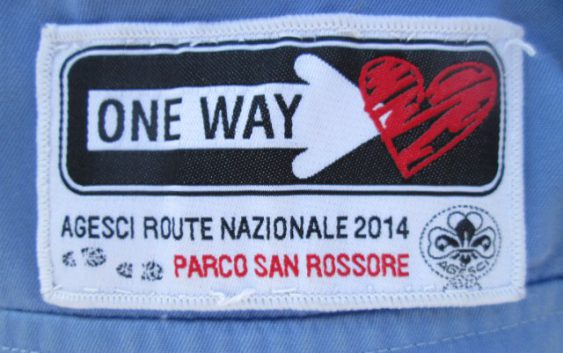 ONE WAY
AGESCI ROUTE NAZIONALE 2014
PARCO SAN ROSSORE
AGESCI